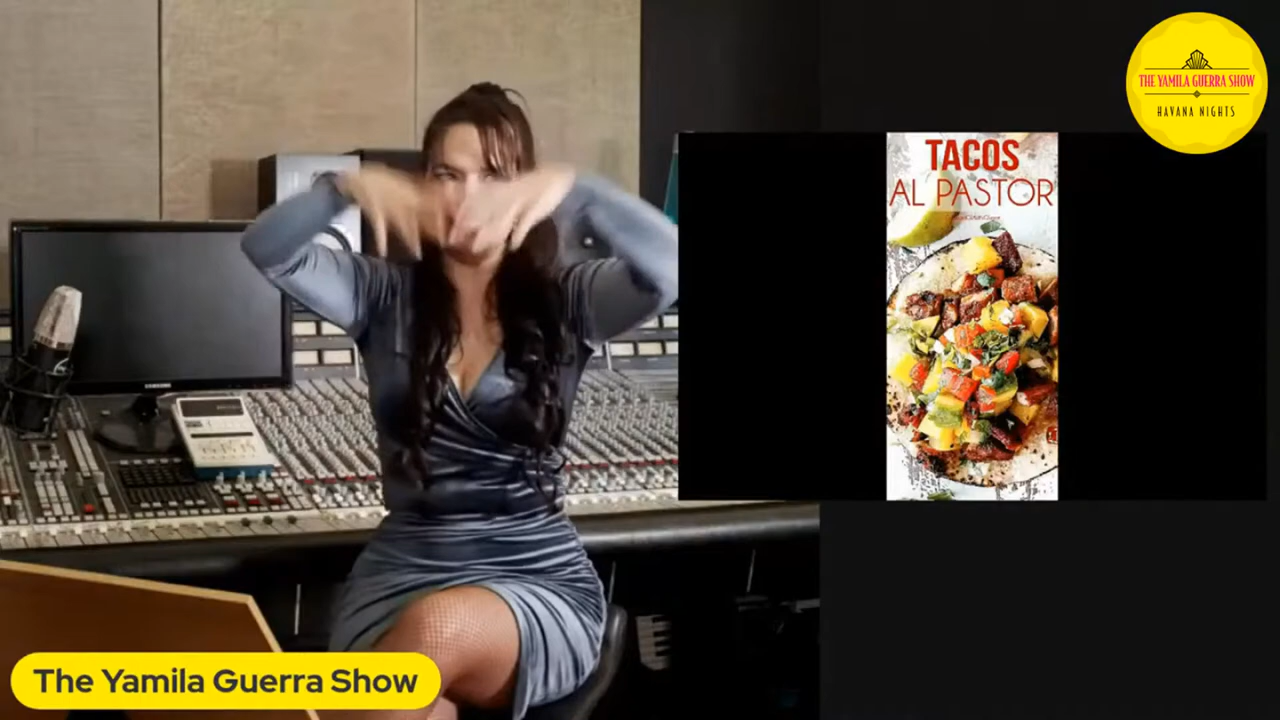 THE YAMILA GUERRA SHOW
HAVANA NIGHTS
TACOS
AL PASTOR
SAMSUNG
The Yamila Guerra Show